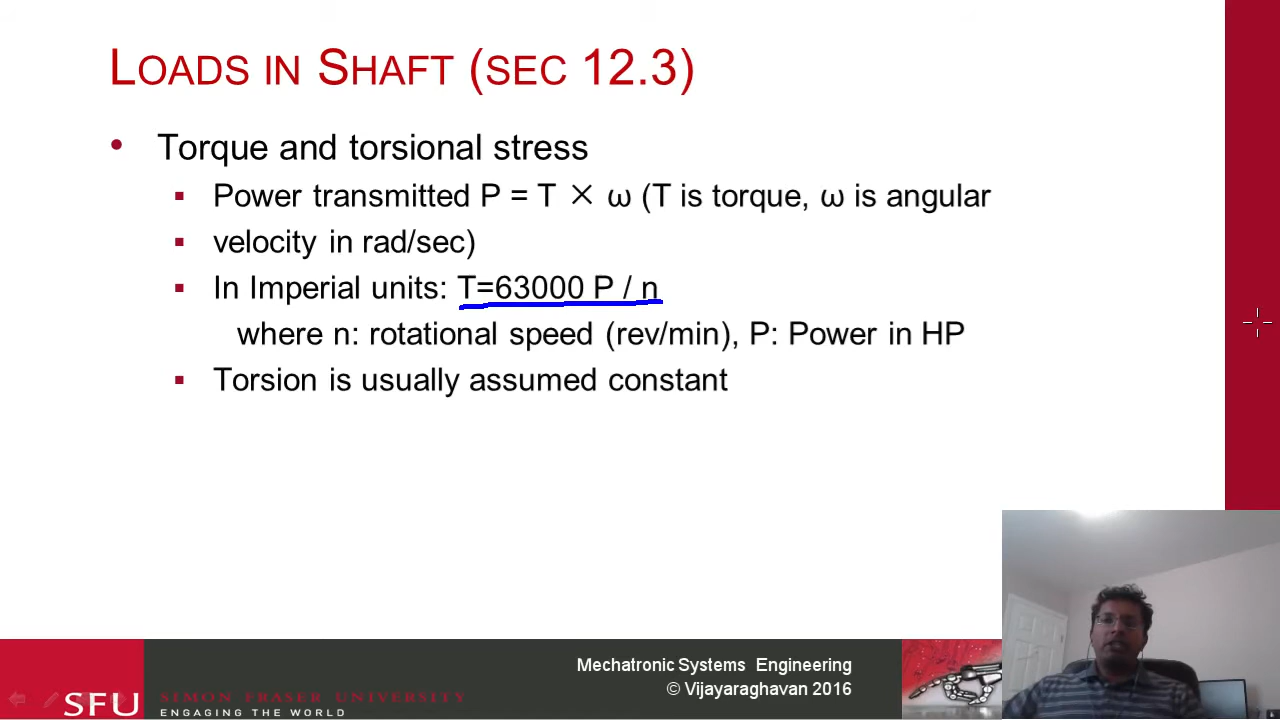 LOADS IN SHAFT (SEC 12.3)
• Torque and torsional stress
▪ Power transmitted P = T × ω (T is torque, ω is angular
▪ velocity in rad/sec)
▪ In Imperial units: T=63000 P / n
where n: rotational speed (rev/min), P: Power in HP
▪ Torsion is usually assumed constant
Mechatronic Systems Engineering
© Vijayaraghavan 2016
SFU
SIMON FRASER UNIVERSITY
ENGAGING THE WORLD